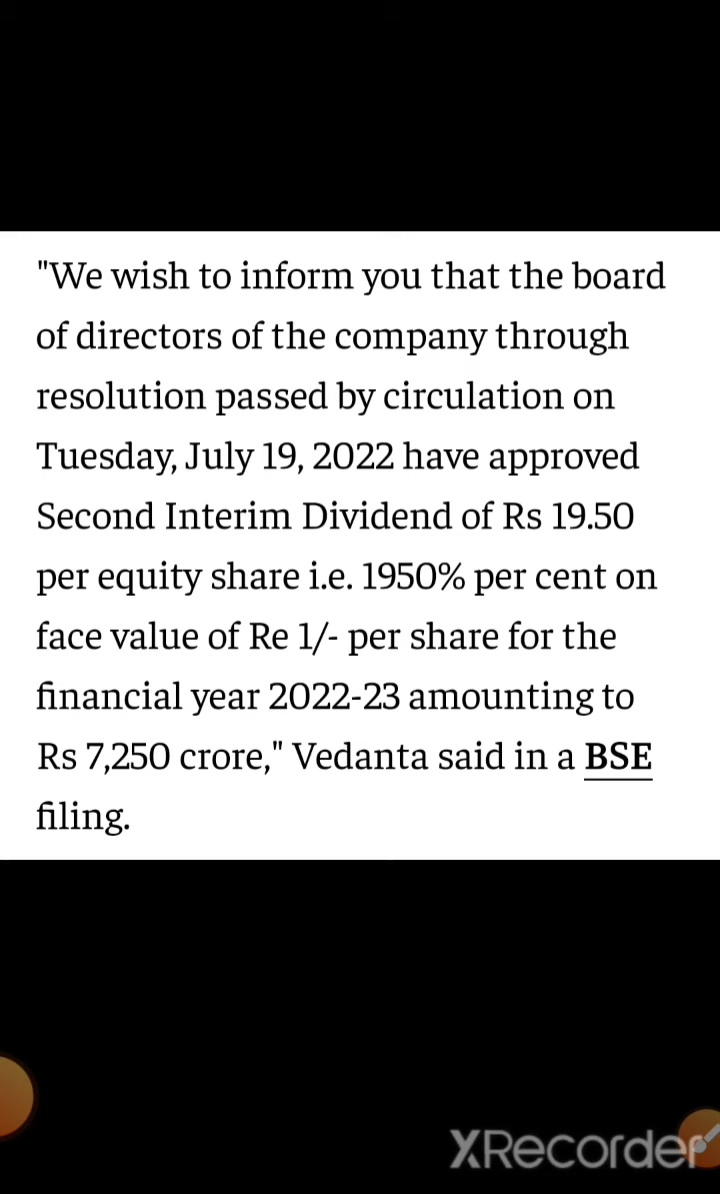 "We wish to inform you that the board
of directors of the company through
resolution passed by circulation on
Tuesday, July 19, 2022 have approved
Second Interim Dividend of Rs 19.50
per equity share i.e. 1950% per cent on
face value of Re 1/- per share for the
financial year 2022-23 amounting to
Rs 7,250 crore," Vedanta said in a BSE
filing.
XRecorder